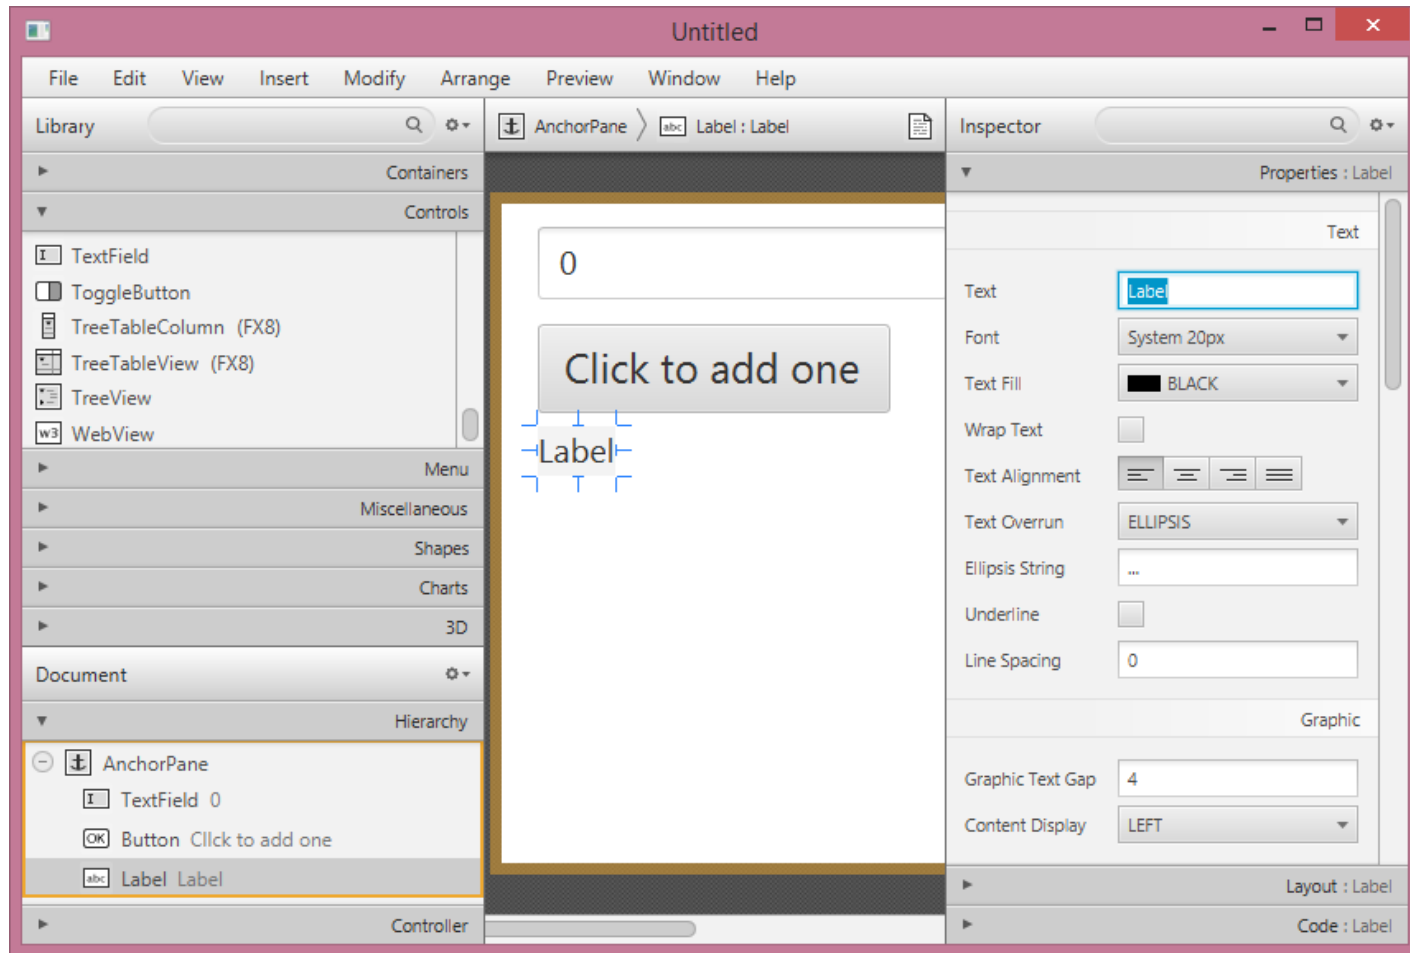 Untitled
File Edit View Insert Modify Arrange Preview Window Help
Library
Containers
Controls
TextField
ToggleButton
TreeTableColumn (FX8)
TreeTableView (FX8)
TreeView
w3 WebView
Menu
Miscellaneous
Shapes
Charts
3D
Document
Hierarchy
AnchorPane
I TextField 0
OK Button ClIck to add one
abc Label Label
Controller
AnchorPane abc Label : Label
0
Click to add one
Label
Inspector
Properties : Label
Text
Text Label
Font System 20px
Text Fill BLACK
Wrap Text
Text Alignment
Text Overrun ELLIPSIS
Ellipsis String ...
Underline
Line Spacing 0
Graphic
Graphic Text Gap 4
Content Display LEFT
Layout : Label
Code : Label